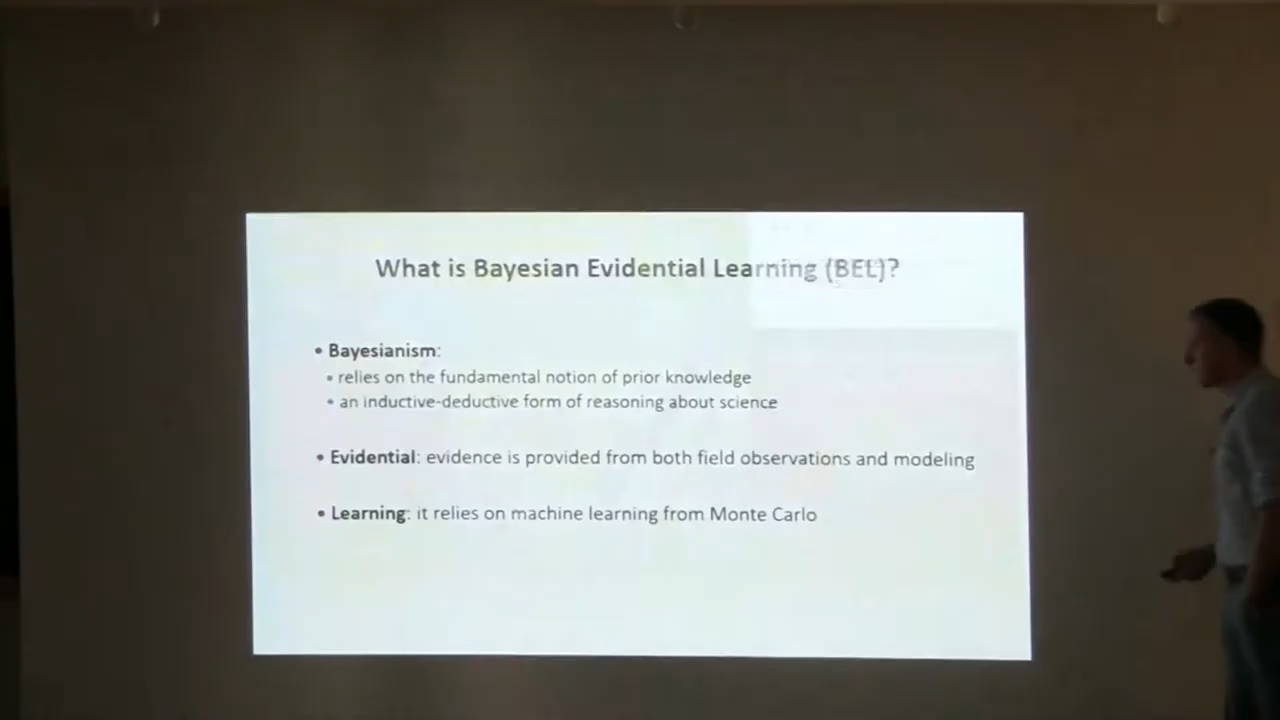 What is Bayesian Evidential Learning (BEL)?
• Bayesianism:
• relies on the fundamental notion of prior knowledge
• an inductive-deductive form of reasoning about science
• Evidential: evidence is provided from both field observations and modeling
• Learning: it relies on machine learning from Monte Carlo